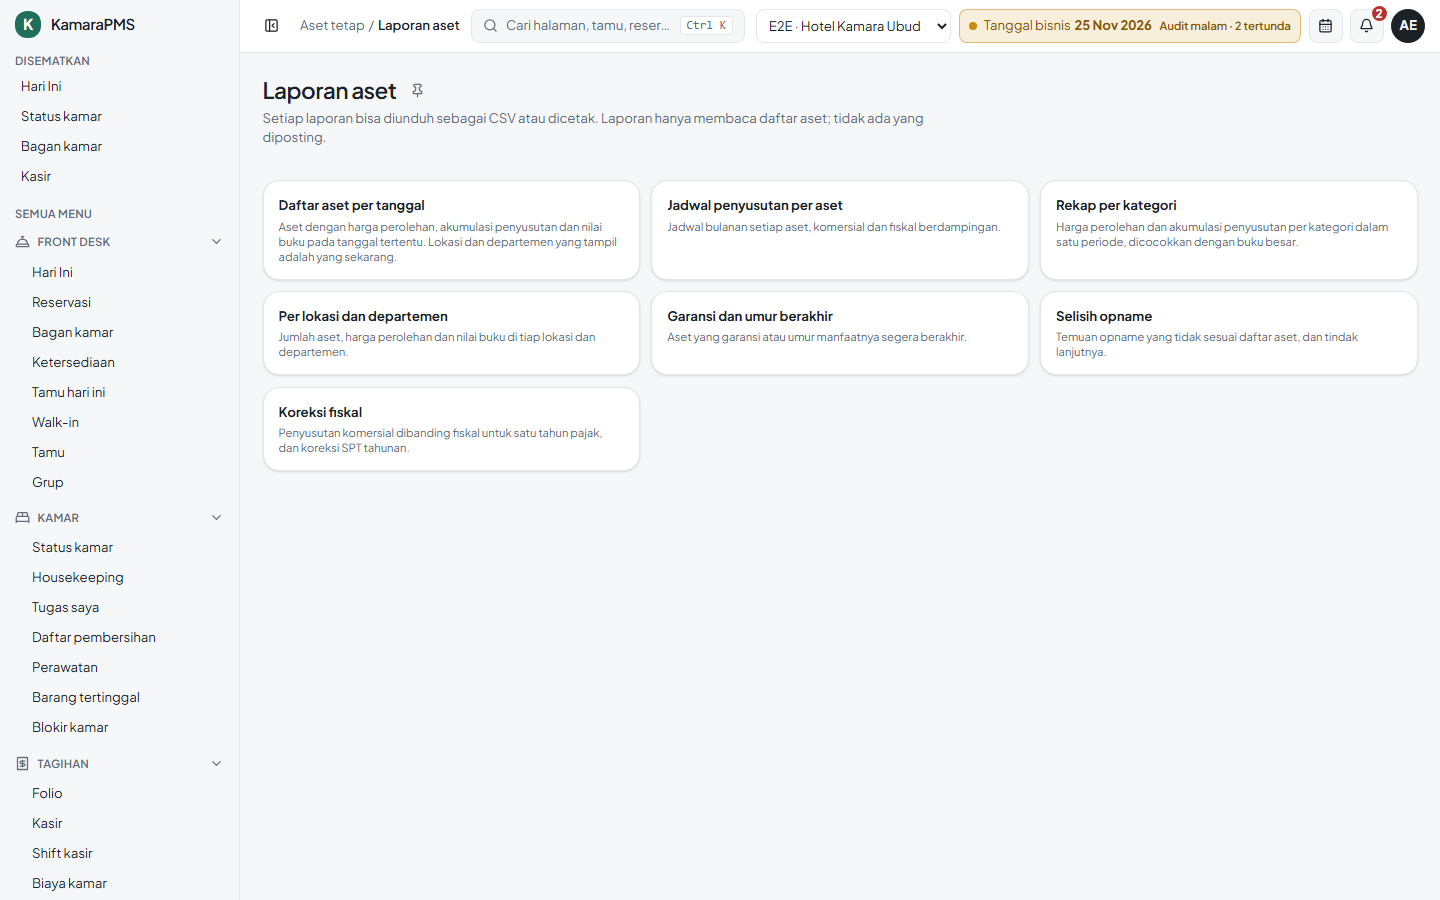 K KamaraPMS
DISEMATKAN
Hari Ini
Status kamar
Bagan kamar
Kasir
SEMUA MENU
FRONT DESK
Hari Ini
Reservasi
Bagan kamar
Ketersediaan
Tamu hari ini
Walk-in
Tamu
Grup
KAMAR
Status kamar
Housekeeping
Tugas saya
Daftar pembersihan
Perawatan
Barang tertinggal
Blokir kamar
TAGIHAN
Folio
Kasir
Shift kasir
Biaya kamar
Aset tetap / Laporan aset
Cari halaman, tamu, reser... Ctrl K
E2E · Hotel Kamara Ubud
Tanggal bisnis 25 Nov 2026 Audit malam · 2 tertunda
2
AE
Laporan aset
Setiap laporan bisa diunduh sebagai CSV atau dicetak. Laporan hanya membaca daftar aset; tidak ada yang
diposting.
Daftar aset per tanggal
Aset dengan harga perolehan, akumulasi penyusutan dan nilai
buku pada tanggal tertentu. Lokasi dan departemen yang tampil
adalah yang sekarang.
Jadwal penyusutan per aset
Jadwal bulanan setiap aset, komersial dan fiskal berdampingan.
Rekap per kategori
Harga perolehan dan akumulasi penyusutan per kategori dalam
satu periode, dicocokkan dengan buku besar.
Per lokasi dan departemen
Jumlah aset, harga perolehan dan nilai buku di tiap lokasi dan
departemen.
Garansi dan umur berakhir
Aset yang garansi atau umur manfaatnya segera berakhir.
Selisih opname
Temuan opname yang tidak sesuai daftar aset, dan tindak
lanjutnya.
Koreksi fiskal
Penyusutan komersial dibanding fiskal untuk satu tahun pajak,
dan koreksi SPT tahunan.